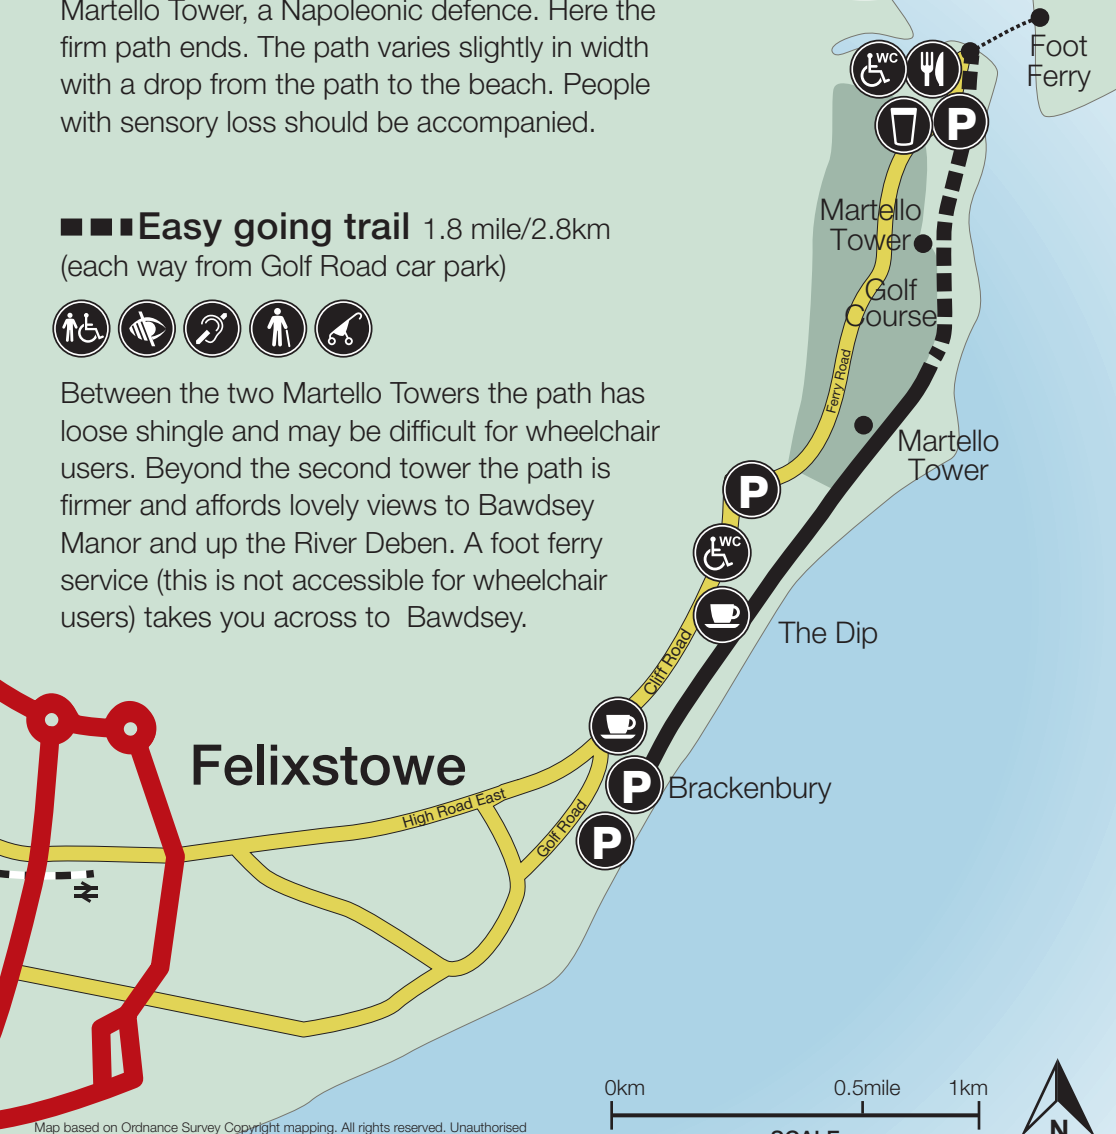 Martello Tower, a Napoleonic defence. Here the
firm path ends. The path varies slightly in width
with a drop from the path to the beach. People
with sensory loss should be accompanied.
Easy going trail 1.8 mile/2.8km
(each way from Golf Road car park)
Between the two Martello Towers the path has
loose shingle and may be difficult for wheelchair
users. Beyond the second tower the path is
firmer and affords lovely views to Bawdsey
Manor and up the River Deben. A foot ferry
service (this is not accessible for wheelchair
users) takes you across to Bawdsey.
Foot
Ferry
WC
P
Martello
Tower
Golf
Course
Ferry Road
Martello
Tower
P
WC
The Dip
Cliff Road
Felixstowe
P
Brackenbury
High Road East
Golf Road
P
0km
0.5mile
1km
SCALE
N
Map based on Ordnance Survey Copyright mapping. All rights reserved. Unauthorised